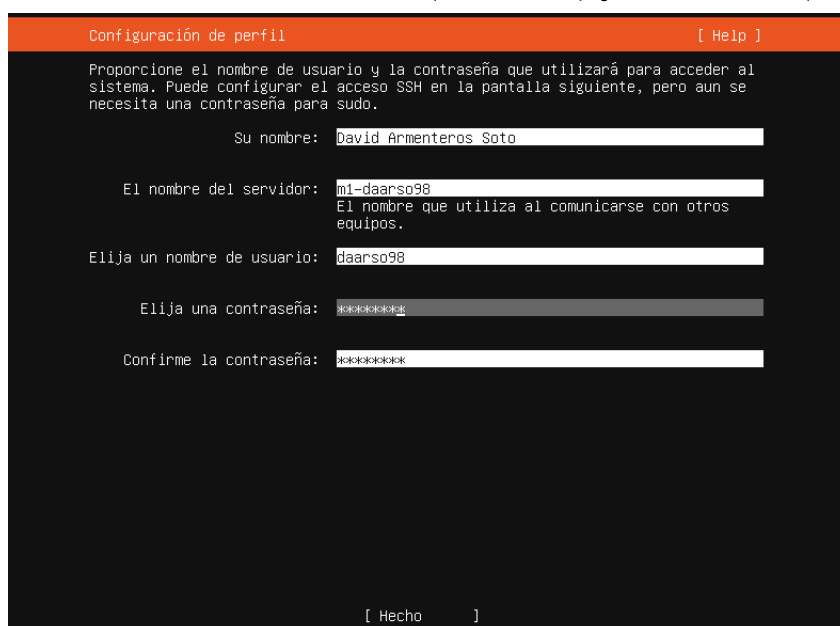 Configuración de perfil [ Help ]
Proporcione el nombre de usuario y la contraseña que utilizará para acceder al
sistema. Puede configurar el acceso SSH en la pantalla siguiente, pero aun se
necesita una contraseña para sudo.
Su nombre: David Armenteros Soto
El nombre del servidor: m1-daarso98
El nombre que utiliza al comunicarse con otros
equipos.
Elija un nombre de usuario: daarso98
Elija una contraseña: ********
Confirme la contraseña: ********
[ Hecho ]